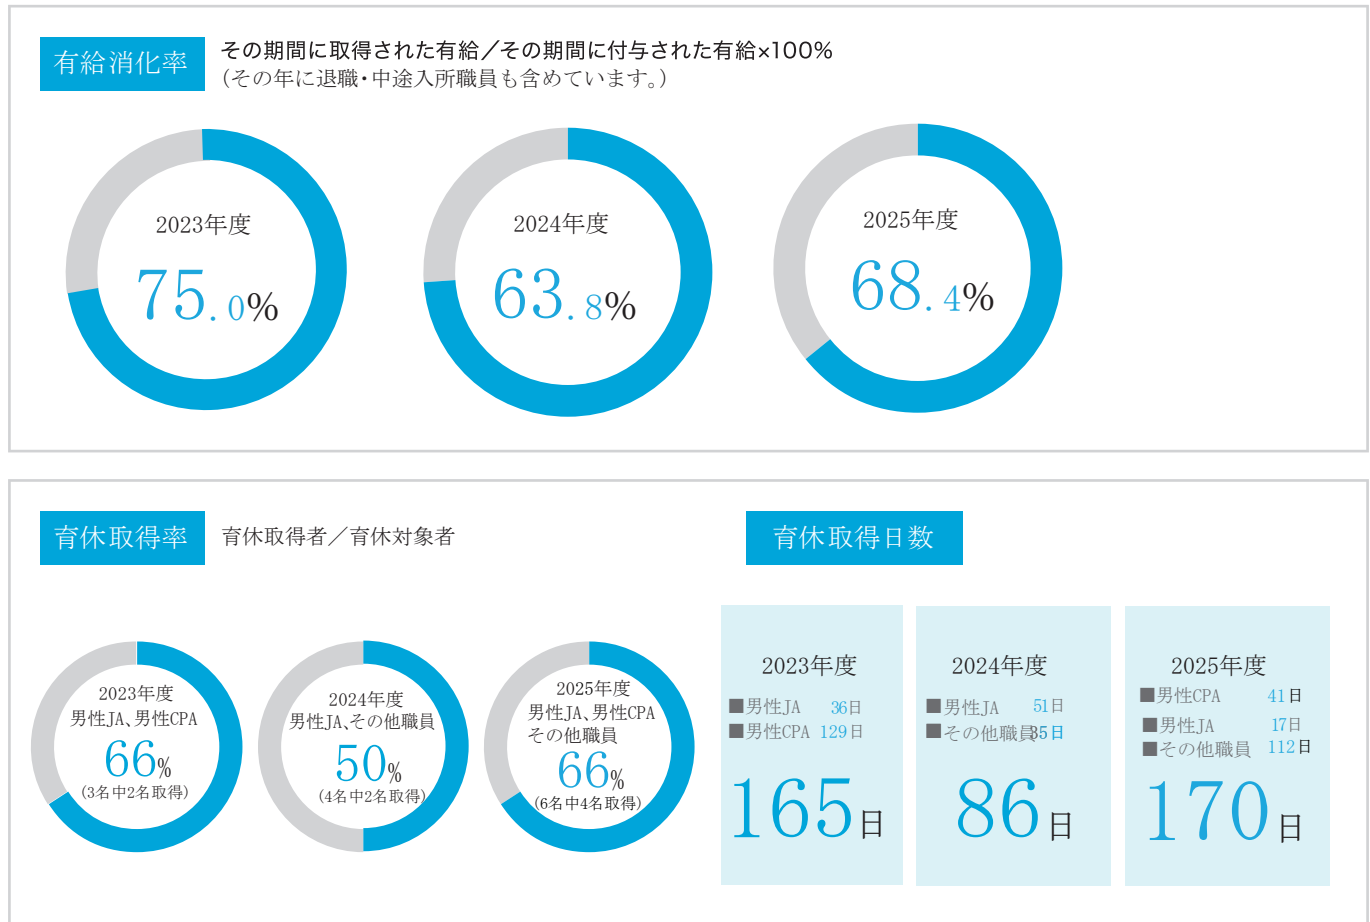 有給消化率
その期間に取得された有給／その期間に付与された有給×100%
（その年に退職・中途入所職員も含めています。）
2023年度
75.0%
2024年度
63.8%
2025年度
68.4%
育休取得率
育休取得者／育休対象者
2023年度
男性JA、男性CPA
66%
(3名中2名取得)
2024年度
男性JA、その他職員
50%
(4名中2名取得)
2025年度
男性JA、男性CPA
その他職員
66%
(6名中4名取得)
育休取得日数
2023年度
■男性JA 36日
■男性CPA 129日
165日
2024年度
■男性JA 51日
■その他職員35日
86日
2025年度
■男性CPA 41日
■男性JA 17日
■その他職員 112日
170日